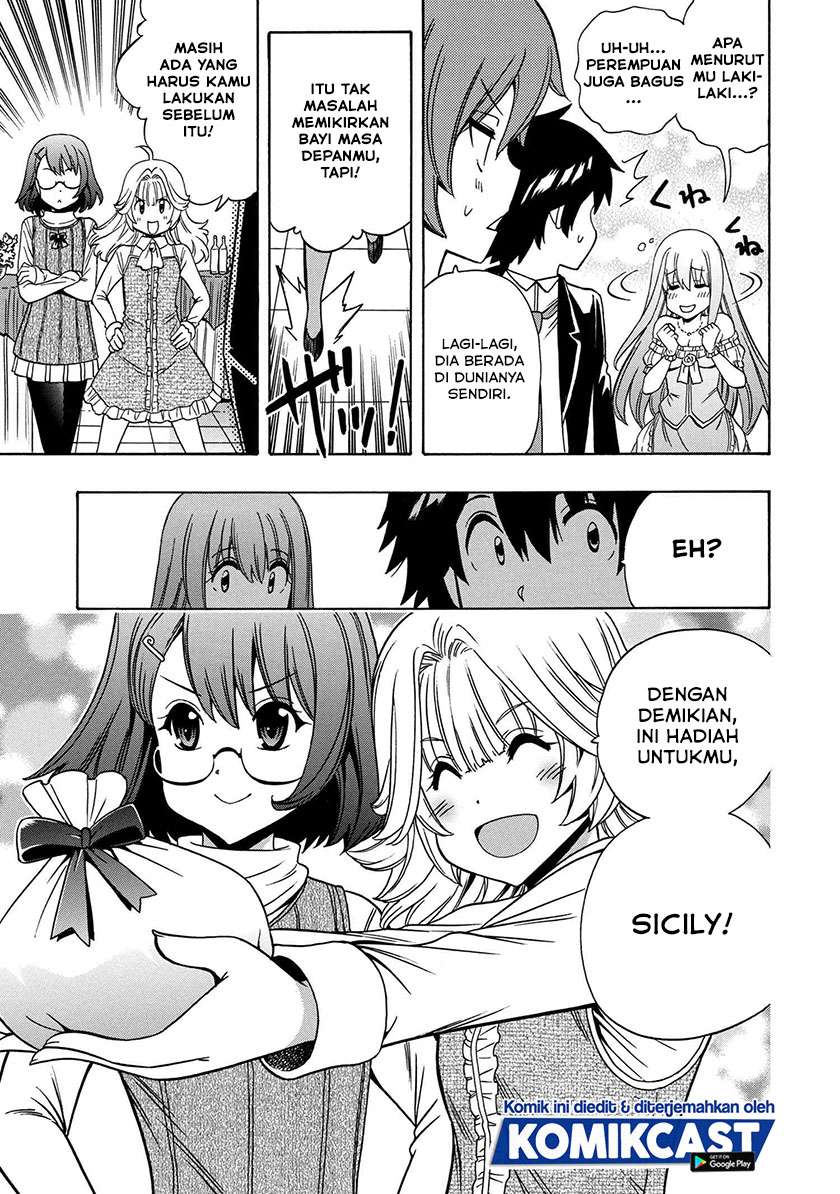 APA
MENURUT
MU LAKI-
LAKI...?
UH-UH...
PEREMPUAN
JUGA BAGUS
...
くね
くね
LAGI-LAGI,
DIA BERADA
DI DUNIANYA
SENDIRI.
ITU TAK
MASALAH
MEMIKIRKAN
BAYI MASA
DEPANMU,
TAPI!
ガッ!
MASIH
ADA YANG
HARUS KAMU
LAKUKAN
SEBELUM
ITU!
EH?
DENGAN
DEMIKIAN,
INI HADIAH
UNTUKMU,
SICILY!
Komik ini diedit & diterjemahkan oleh
KOMIKCAST
GET IT ON
Google Play